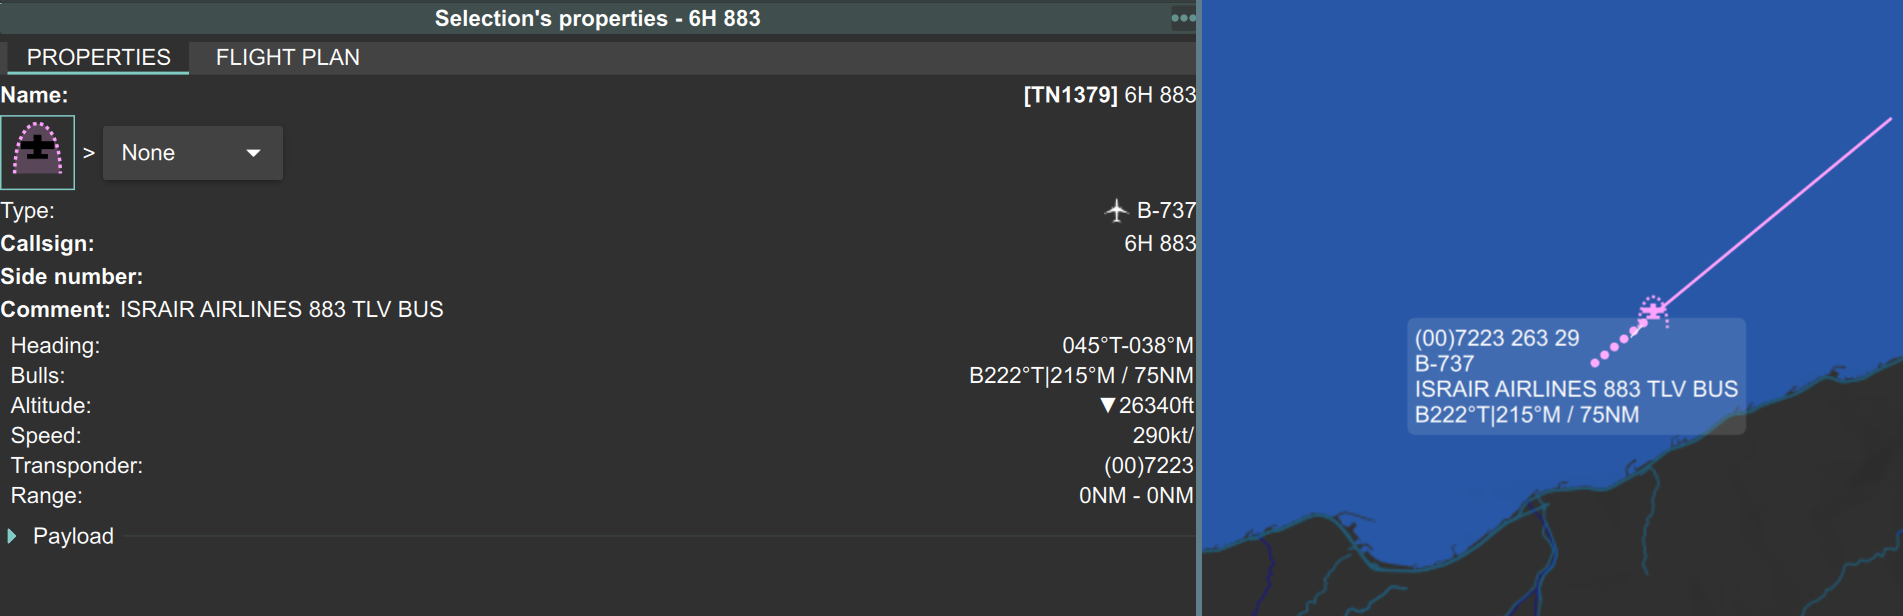 Selection's properties - 6H 883
PROPERTIES
FLIGHT PLAN
Name:
[TN1379] 6H 883
>
None
Type:
B-737
Callsign:
6H 883
Side number:
Comment: ISRAIR AIRLINES 883 TLV BUS
Heading:
045°T-038°M
Bulls:
B222°T|215°M / 75NM
Altitude:
▼26340ft
Speed:
290kt/
Transponder:
(00)7223
Range:
0NM - 0NM
Payload
(00)7223 263 29
B-737
ISRAIR AIRLINES 883 TLV BUS
B222°T|215°M / 75NM